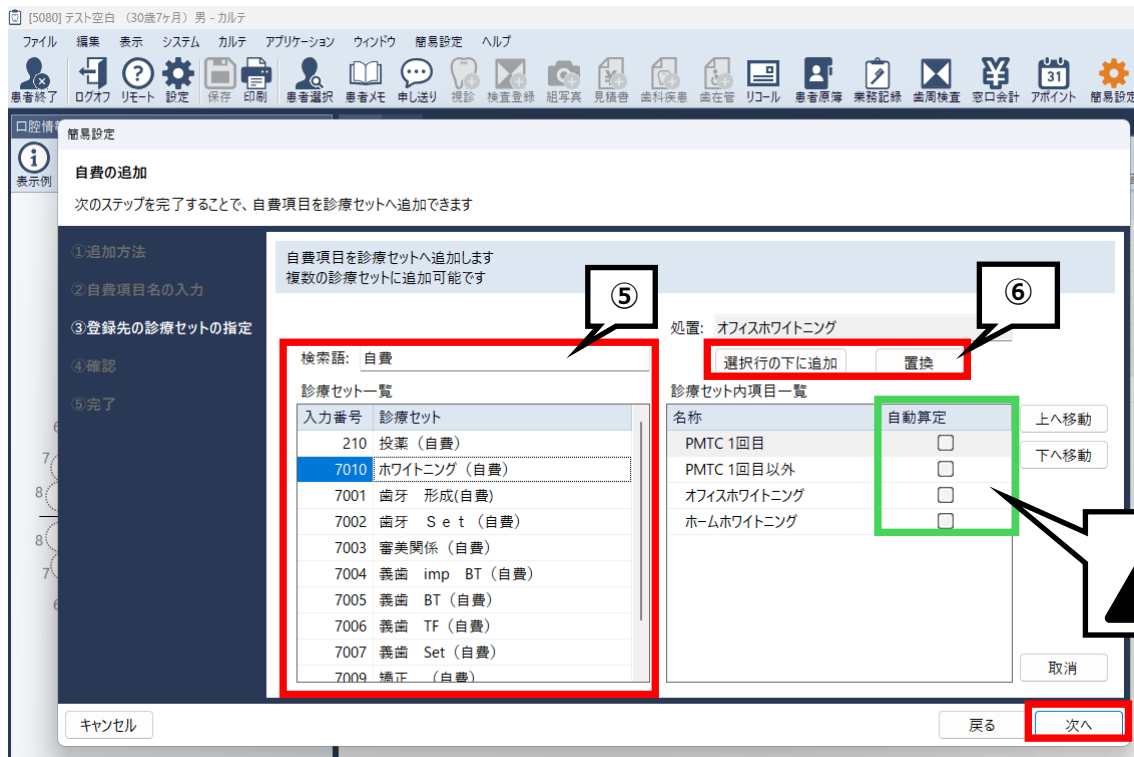 [5080] テスト空白 （30歳7ヶ月）男 - カルテ
ファイル 編集 表示 システム カルテ アプリケーション ウィンドウ 簡易設定 ヘルプ
患者終了 ログオフ リモート 設定 保存 印刷 患者選択 患者メモ 申し送り 視診 検査登録 組写真 見積書 歯科疾患 歯在管 リコール 患者原簿 業務記録 歯周検査 窓口会計 アポイント 簡易設定
口腔情
表示例
簡易設定
自費の追加
次のステップを完了することで、自費項目を診療セットへ追加できます
①追加方法
②自費項目名の入力
③登録先の診療セットの指定
④確認
⑤完了
自費項目を診療セットへ追加します
複数の診療セットに追加可能です
⑤
⑥
処置: オフィスホワイトニング
検索語: 自費
選択行の下に追加 置換
診療セット一覧
入力番号 診療セット
210 投薬（自費）
7010 ホワイトニング（自費）
7001 歯牙 形成(自費)
7002 歯牙 Ｓｅｔ（自費）
7003 審美関係（自費）
7004 義歯 imp BT（自費）
7005 義歯 BT（自費）
7006 義歯 TF（自費）
7007 義歯 Set（自費）
7009 矯正 （自費）
診療セット内項目一覧
名称 自動算定
PMTC 1回目
PMTC 1回目以外
オフィスホワイトニング
ホームホワイトニング
上へ移動
下へ移動
取消
キャンセル
戻る
次へ
6
7
8
8
7
6